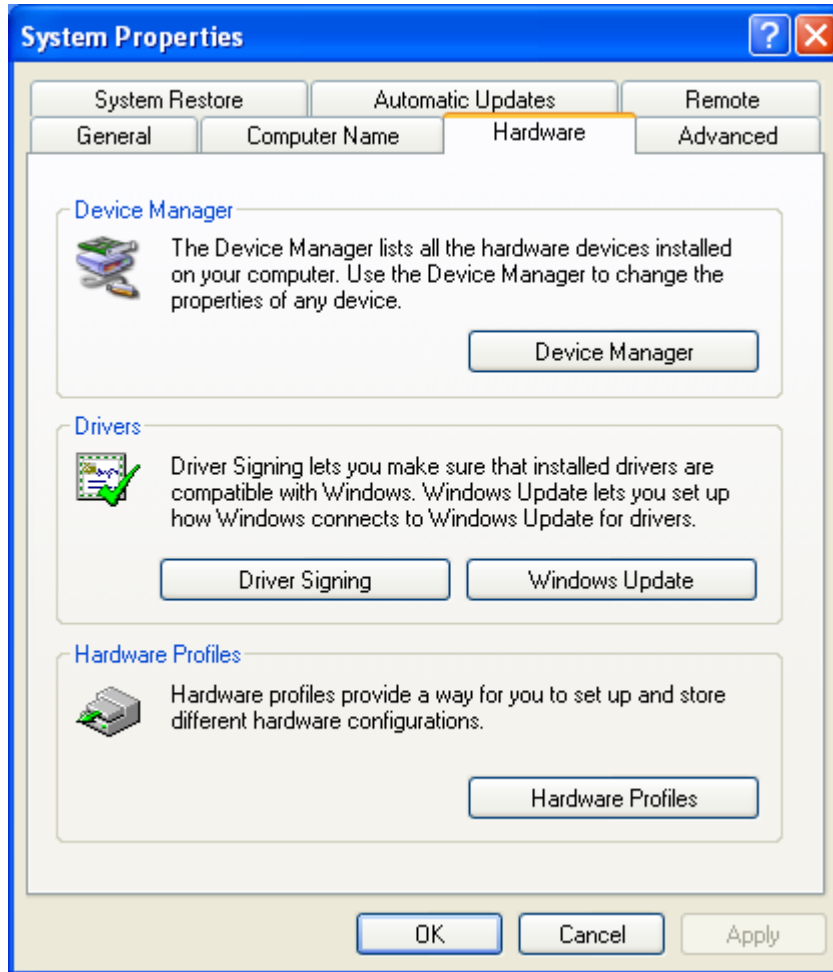 System Properties
System Restore Automatic Updates Remote
General Computer Name Hardware Advanced
Device Manager
The Device Manager lists all the hardware devices installed
on your computer. Use the Device Manager to change the
properties of any device.
Device Manager
Drivers
Driver Signing lets you make sure that installed drivers are
compatible with Windows. Windows Update lets you set up
how Windows connects to Windows Update for drivers.
Driver Signing Windows Update
Hardware Profiles
Hardware profiles provide a way for you to set up and store
different hardware configurations.
Hardware Profiles
OK Cancel Apply